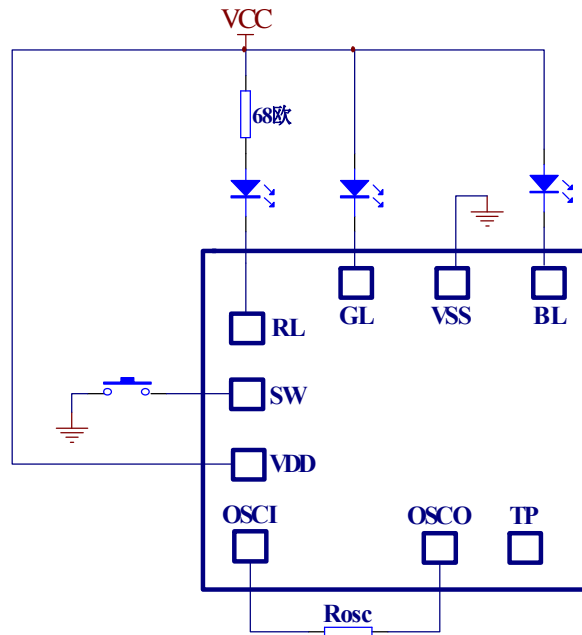 VCC
68欧
GL
VSS
BL
RL
SW
VDD
OSCI
OSCO
TP
Rosc